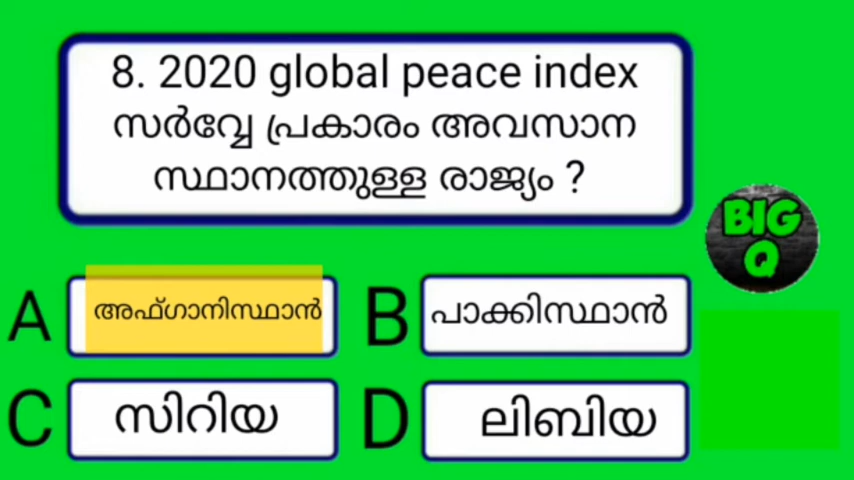 8. 2020 global peace index
സർവ്വേ പ്രകാരം അവസാന
സ്ഥാനത്തുള്ള രാജ്യം ?
BIG
Q
A അഫ്ഗാനിസ്ഥാൻ
B പാക്കിസ്ഥാൻ
C സിറിയ
D ലിബിയ